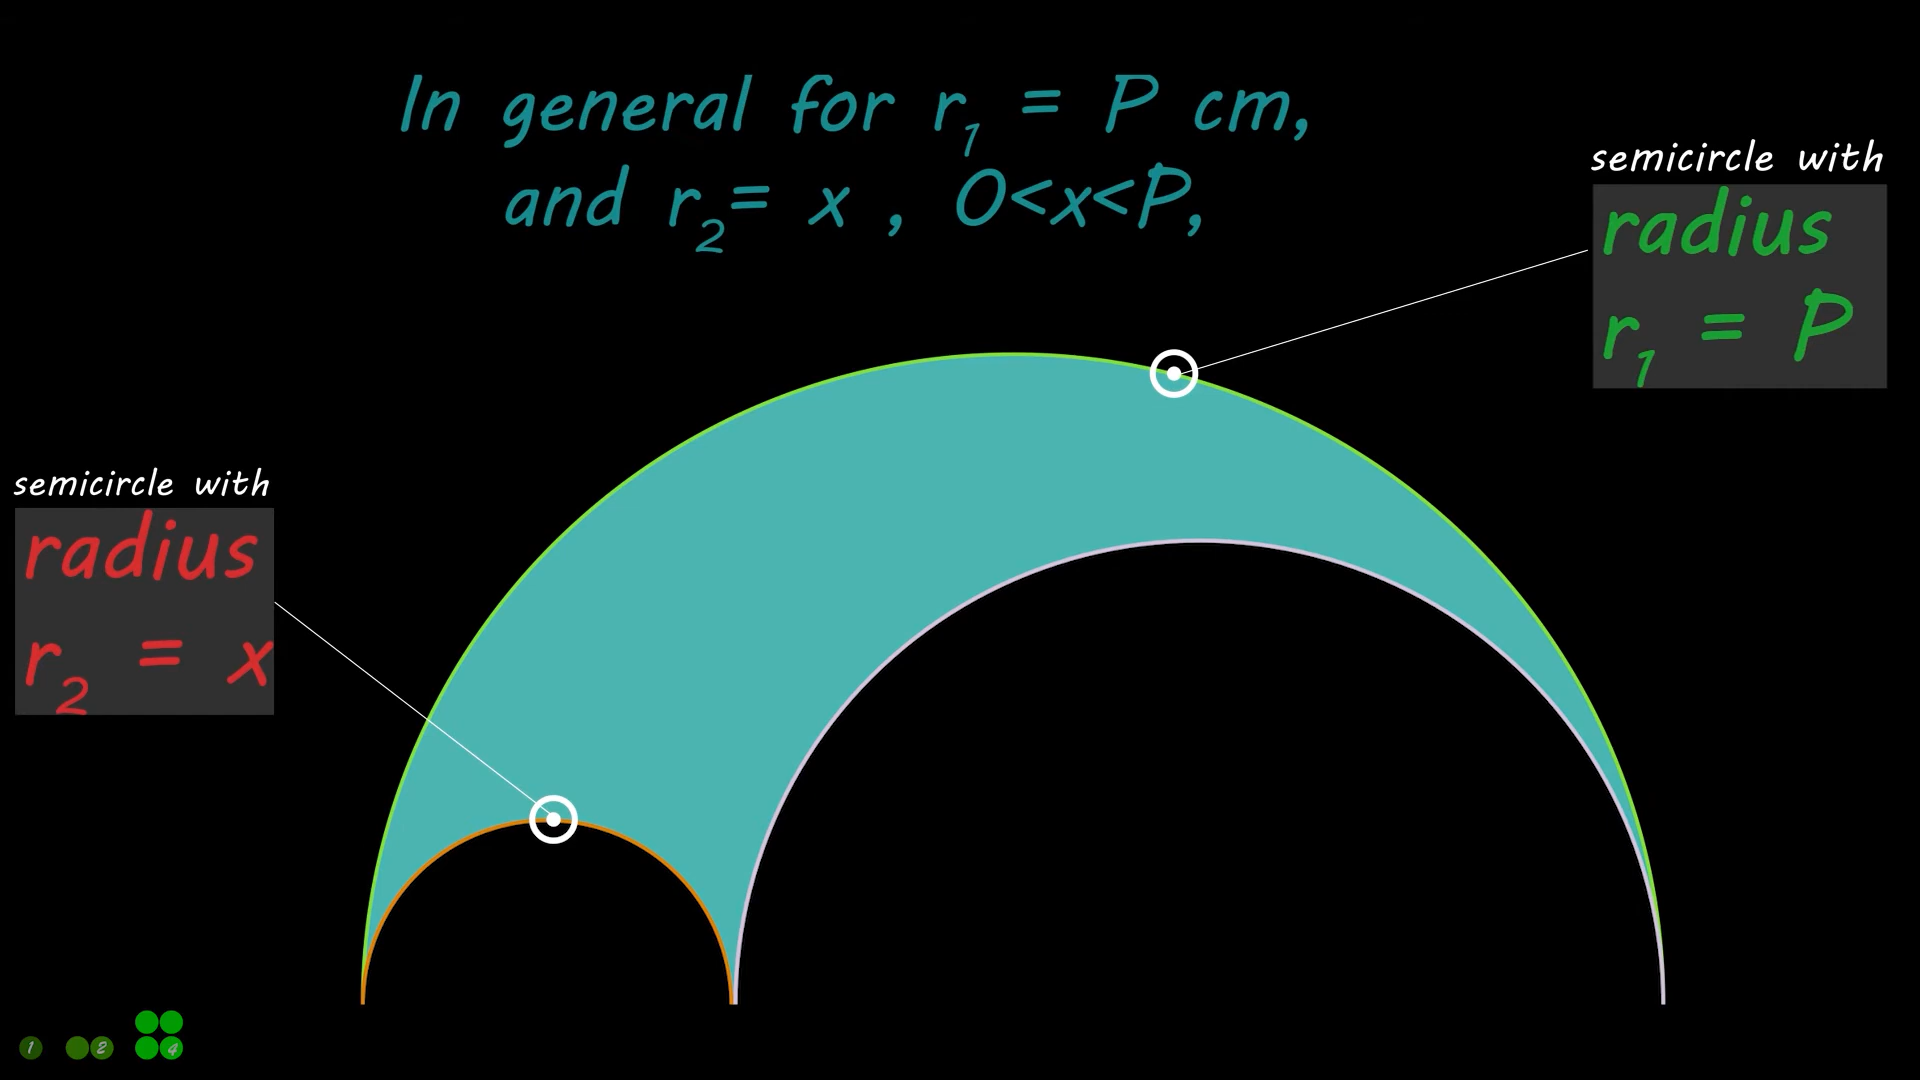 In general for r₁ = P cm,
and r₂= x , 0<x<P,
semicircle with
radius
r₁ = P
semicircle with
radius
r₂ = x
1 2 4